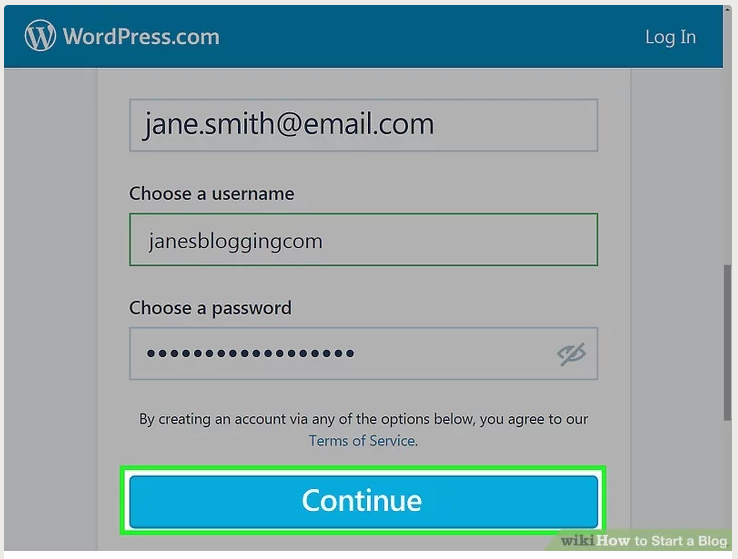 WordPress.com
Log In
jane.smith@email.com
Choose a username
janesbloggingcom
Choose a password
••••••••••••••••••
By creating an account via any of the options below, you agree to our
Terms of Service.
Continue
wikiHow to Start a Blog